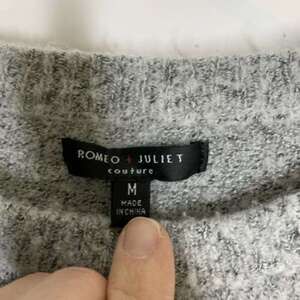 ROMEO + JULIET
couture
M
MADE
IN CHINA